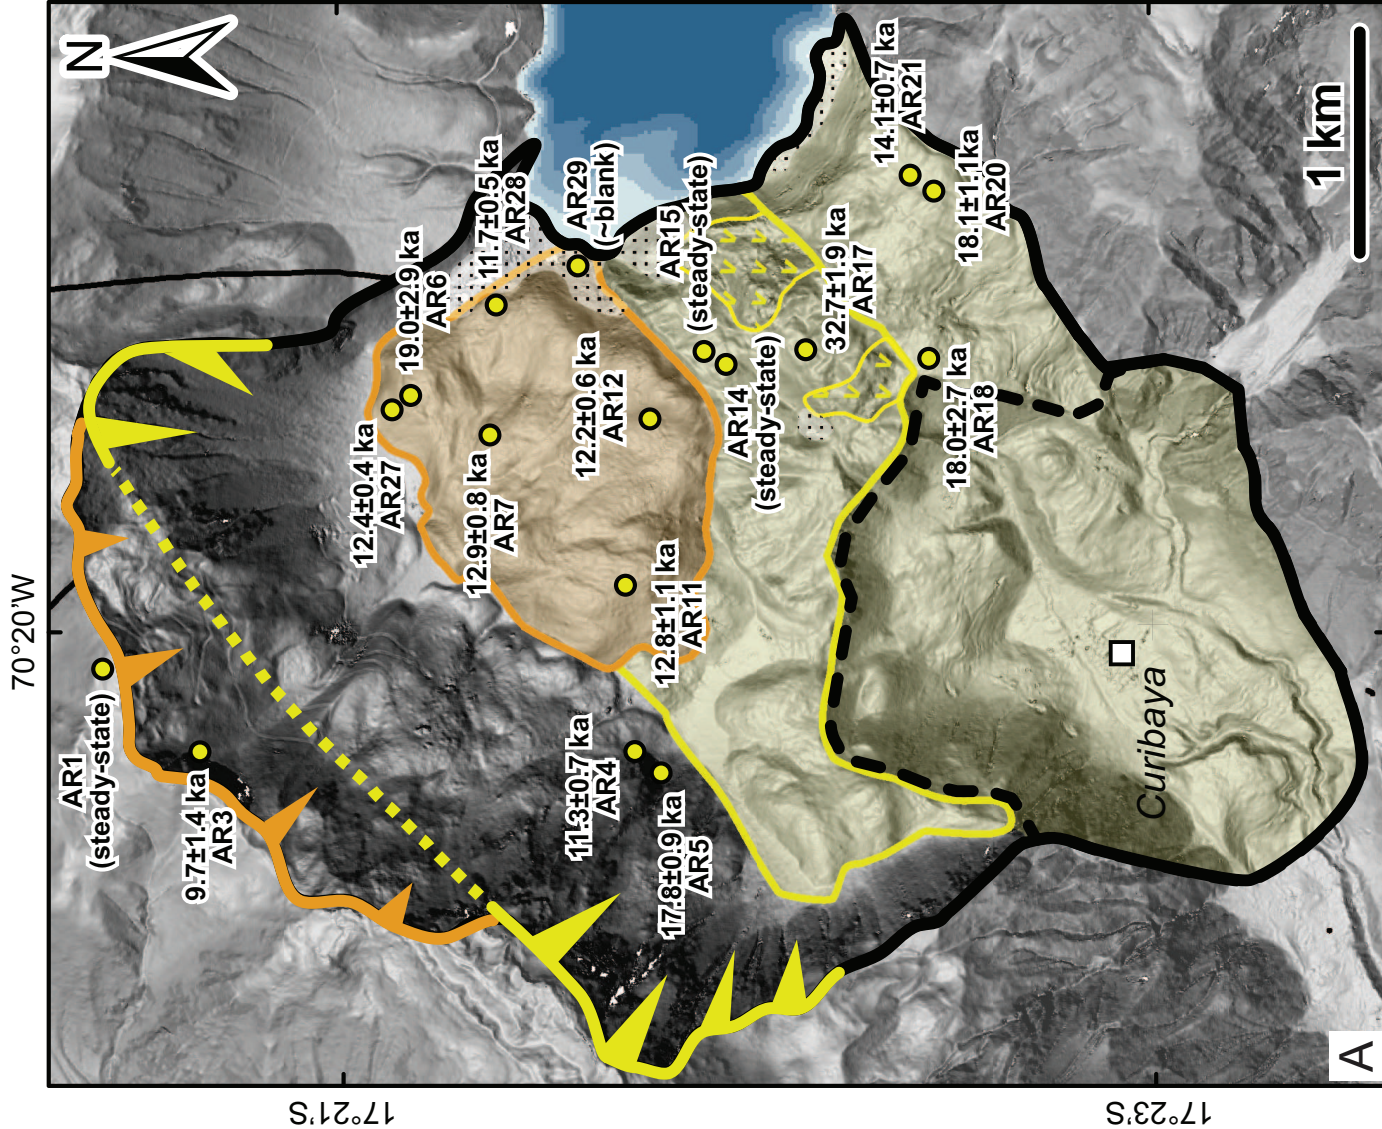 N
70°20'W
17°21'S
17°23'S
AR1
(steady-state)
9.7±1.4 ka
AR3
11.3±0.7 ka
AR4
17.8±0.9 ka
AR5
12.4±0.4 ka
AR27
19.0±2.9 ka
AR6
11.7±0.5 ka
AR28
AR29
(~blank)
12.9±0.8 ka
AR7
12.2±0.6 ka
AR12
12.8±1.1 ka
AR11
AR15
(steady-state)
AR14
(steady-state)
32.7±1.9 ka
AR17
18.0±2.7 ka
AR18
14.1±0.7 ka
AR21
18.1±1.1ka
AR20
Curibaya
1 km
A